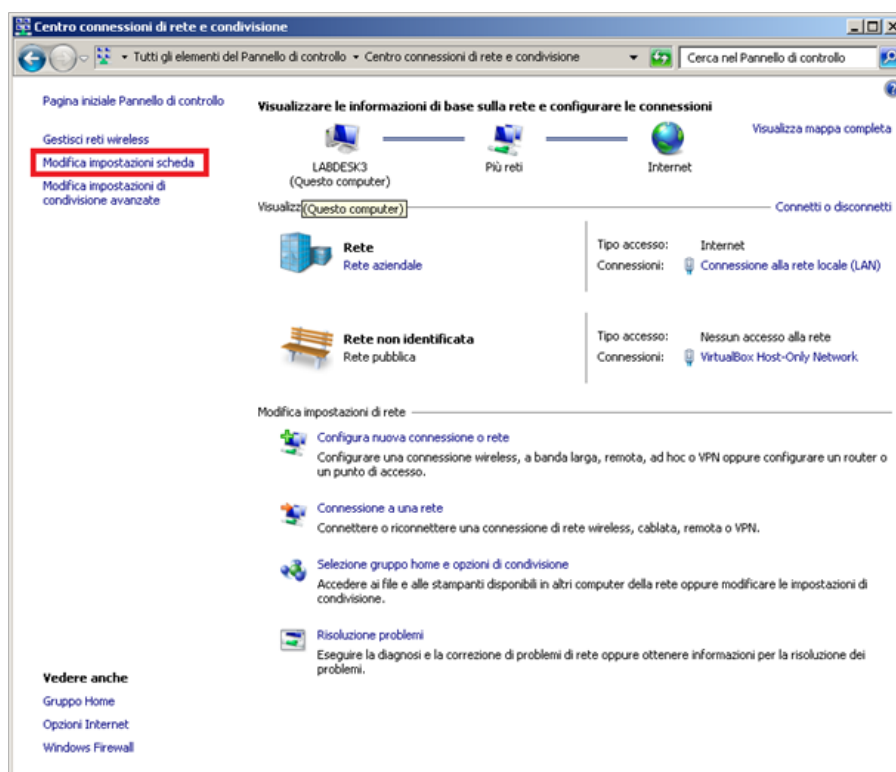 Centro connessioni di rete e condivisione
Tutti gli elementi del Pannello di controllo
Centro connessioni di rete e condivisione
Cerca nel Pannello di controllo
Pagina iniziale Pannello di controllo
Gestisci reti wireless
Modifica impostazioni scheda
Modifica impostazioni di
condivisione avanzate
Visualizzare le informazioni di base sulla rete e configurare le connessioni
Visualizza mappa completa
LABDESK3
(Questo computer)
Più reti
Internet
(Questo computer)
Connetti o disconnetti
Rete
Rete aziendale
Tipo accesso: Internet
Connessioni: Connessione alla rete locale (LAN)
Rete non identificata
Rete pubblica
Tipo accesso: Nessun accesso alla rete
Connessioni: VirtualBox Host-Only Network
Modifica impostazioni di rete
Configura nuova connessione o rete
Configurare una connessione wireless, a banda larga, remota, ad hoc o VPN oppure configurare un router o
un punto di accesso.
Connessione a una rete
Connettere o riconnettere una connessione di rete wireless, cablata, remota o VPN.
Selezione gruppo home e opzioni di condivisione
Accedere ai file e alle stampanti disponibili in altri computer della rete oppure modificare le impostazioni di
condivisione.
Risoluzione problemi
Eseguire la diagnosi e la correzione di problemi di rete oppure ottenere informazioni per la risoluzione dei
problemi.
Vedere anche
Gruppo Home
Opzioni Internet
Windows Firewall